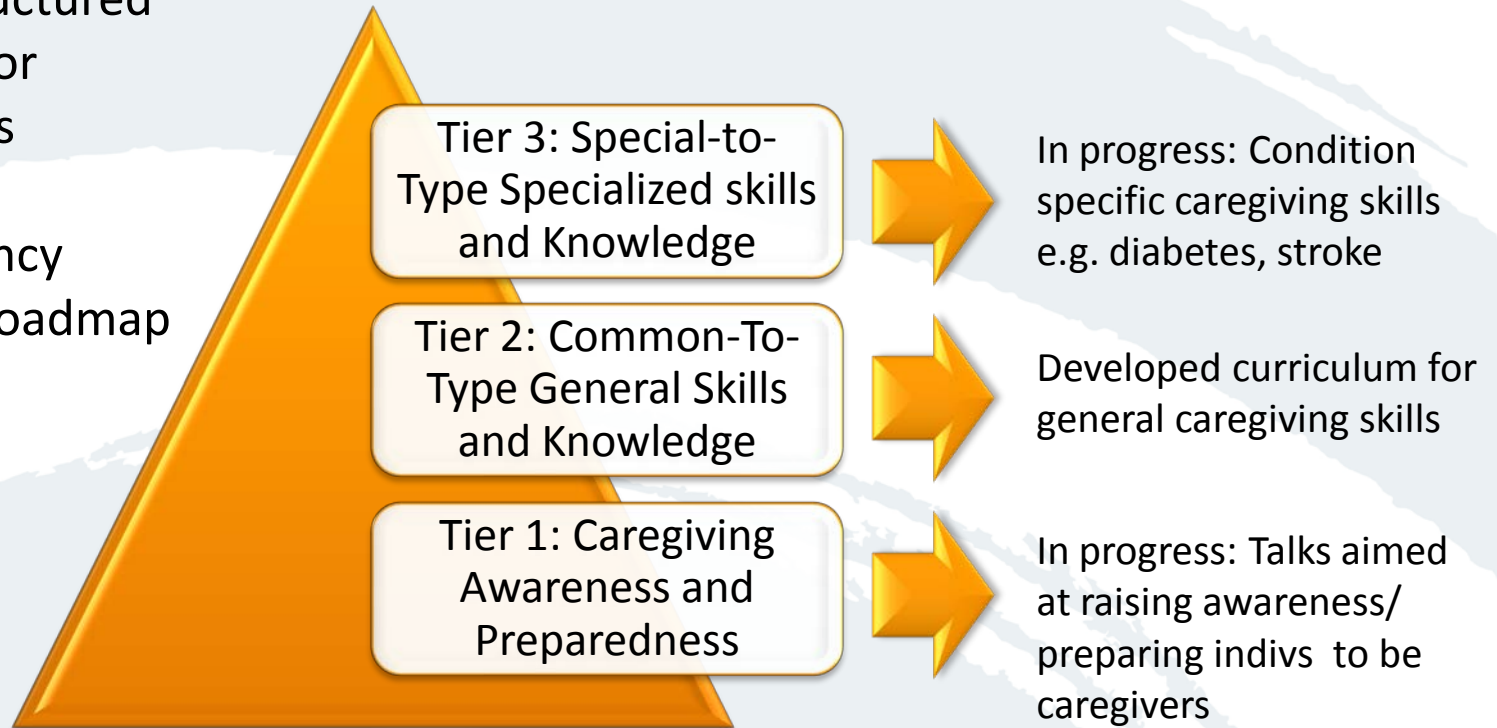 or
s
oadmap
Tier 3: Special-to-
Type Specialized skills
and Knowledge
In progress: Condition
specific caregiving skills
e.g. diabetes, stroke
Tier 2: Common-To-
Type General Skills
and Knowledge
Developed curriculum for
general caregiving skills
Tier 1: Caregiving
Awareness and
Preparedness
In progress: Talks aimed
at raising awareness/
preparing indivs  to be
caregivers